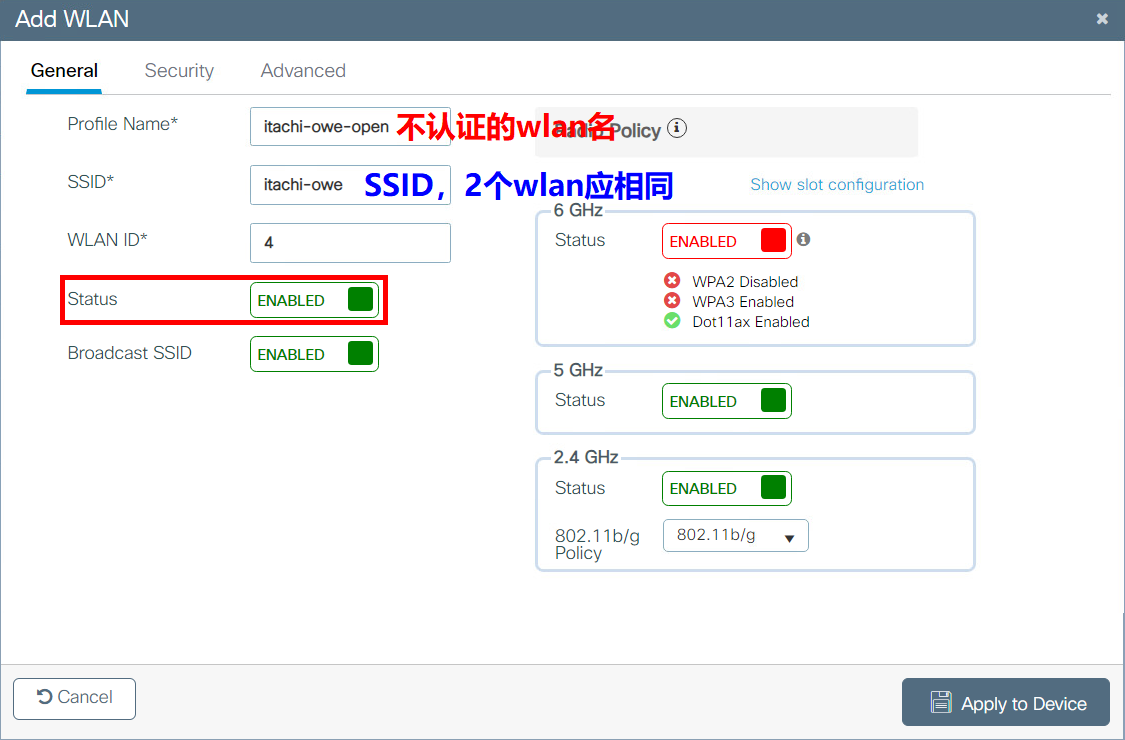 Add WLAN
General Security Advanced
Profile Name* itachi-owe-open 不认证的wlan名
Radio Policy
SSID* itachi-owe SSID，2个wlan应相同
Show slot configuration
WLAN ID* 4
Status ENABLED
Broadcast SSID ENABLED
6 GHz
Status ENABLED
WPA2 Disabled
WPA3 Enabled
Dot11ax Enabled
5 GHz
Status ENABLED
2.4 GHz
Status ENABLED
802.11b/g
Policy
802.11b/g
Cancel
Apply to Device